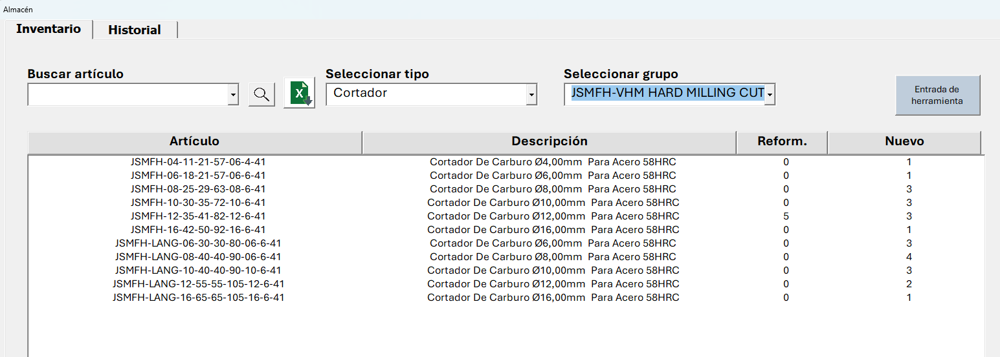 Almacén
Inventario Historial
Buscar artículo Seleccionar tipo Seleccionar grupo
Cortador JSMFH-VHM HARD MILLING CUT
Entrada de
herramienta
Artículo Descripción Reform. Nuevo
JSMFH-04-11-21-57-06-4-41 Cortador De Carburo Ø4,00mm  Para Acero 58HRC 0 1
JSMFH-06-18-21-57-06-6-41 Cortador De Carburo Ø6,00mm  Para Acero 58HRC 0 1
JSMFH-08-25-29-63-08-6-41 Cortador De Carburo Ø8,00mm  Para Acero 58HRC 0 3
JSMFH-10-30-35-72-10-6-41 Cortador De Carburo Ø10,00mm  Para Acero 58HRC 0 3
JSMFH-12-35-41-82-12-6-41 Cortador De Carburo Ø12,00mm  Para Acero 58HRC 5 3
JSMFH-16-42-50-92-16-6-41 Cortador De Carburo Ø16,00mm  Para Acero 58HRC 0 1
JSMFH-LANG-06-30-30-80-06-6-41 Cortador De Carburo Ø6,00mm  Para Acero 58HRC 0 3
JSMFH-LANG-08-40-40-90-06-6-41 Cortador De Carburo Ø8,00mm  Para Acero 58HRC 0 4
JSMFH-LANG-10-40-40-90-10-6-41 Cortador De Carburo Ø10,00mm  Para Acero 58HRC 0 3
JSMFH-LANG-12-55-55-105-12-6-41 Cortador De Carburo Ø12,00mm  Para Acero 58HRC 0 2
JSMFH-LANG-16-65-65-105-16-6-41 Cortador De Carburo Ø16,00mm  Para Acero 58HRC 0 1